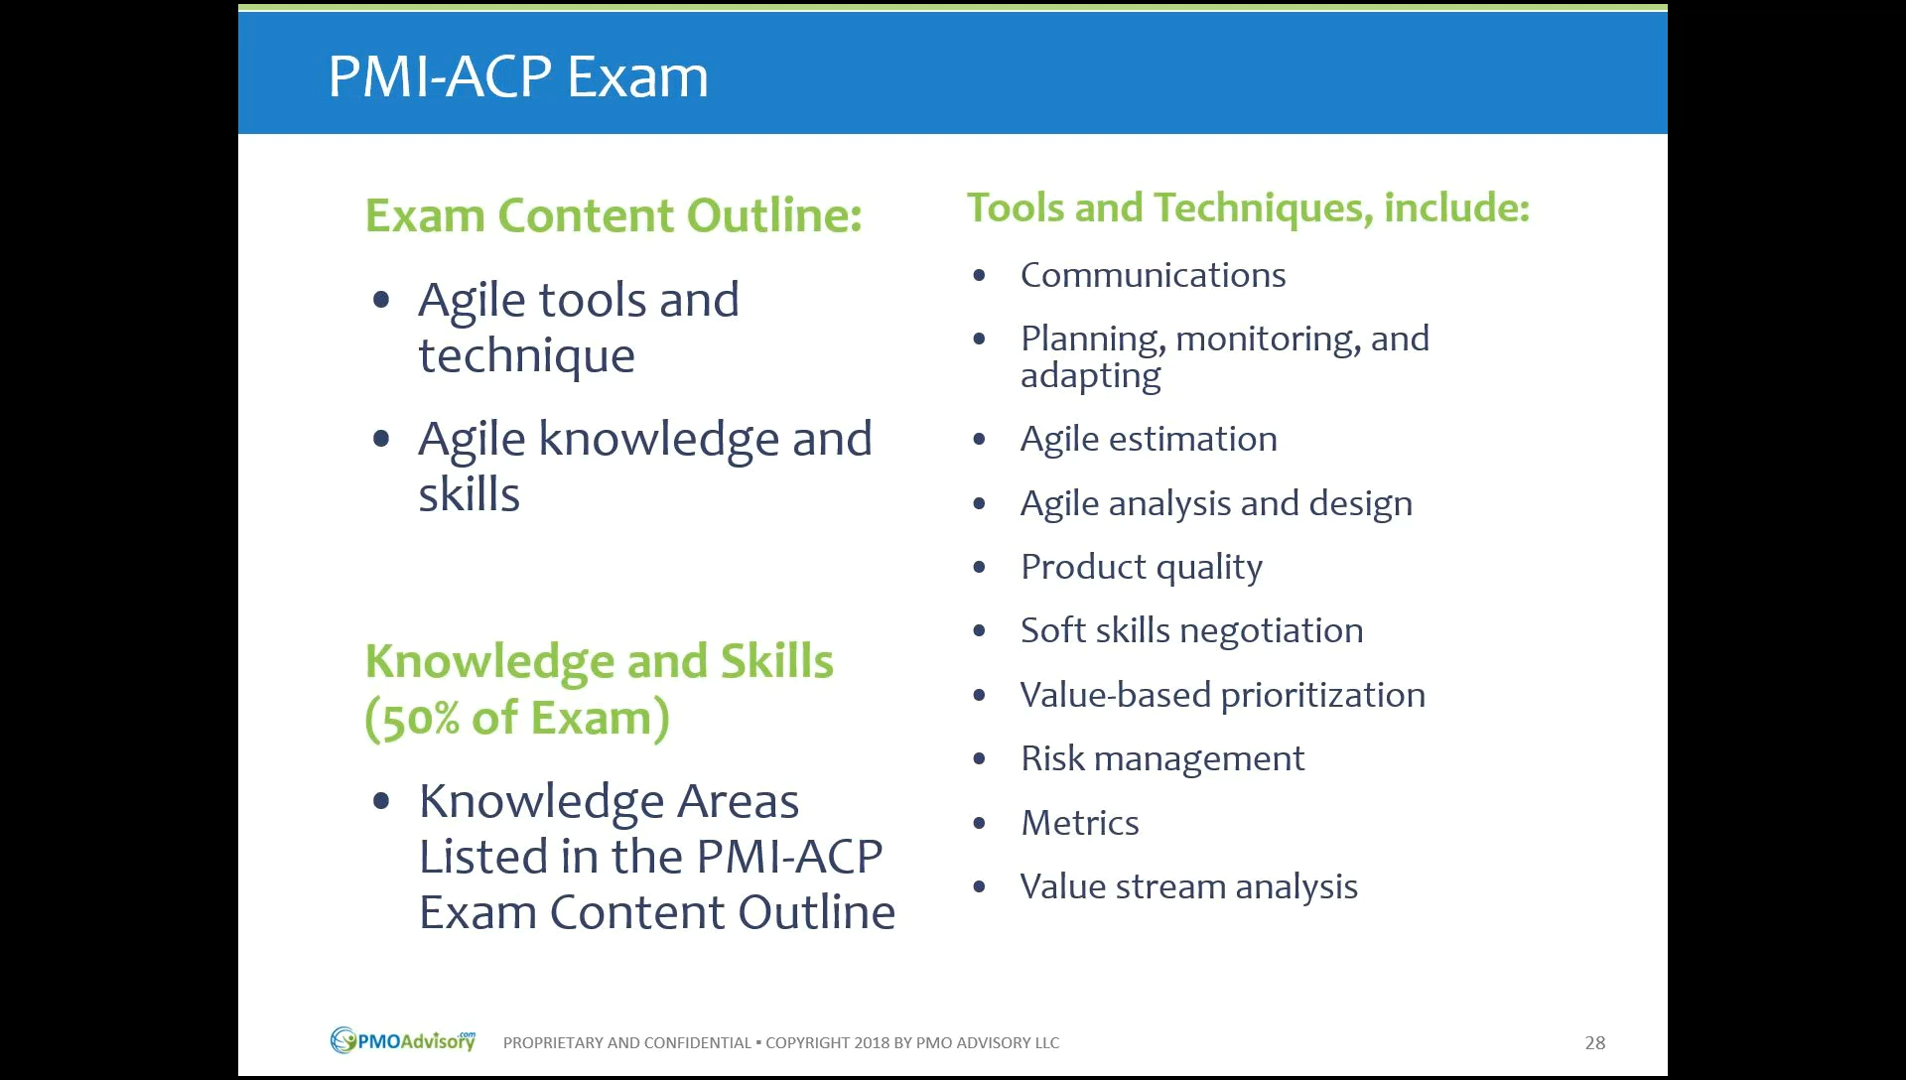 PMI-ACP Exam
Exam Content Outline:
• Agile tools and
technique
• Agile knowledge and
skills
Knowledge and Skills
(50% of Exam)
• Knowledge Areas
Listed in the PMI-ACP
Exam Content Outline
Tools and Techniques, include:
• Communications
• Planning, monitoring, and
adapting
• Agile estimation
• Agile analysis and design
• Product quality
• Soft skills negotiation
• Value-based prioritization
• Risk management
• Metrics
• Value stream analysis
PMOAdvisory.com
PROPRIETARY AND CONFIDENTIAL ▪ COPYRIGHT 2018 BY PMO ADVISORY LLC
28